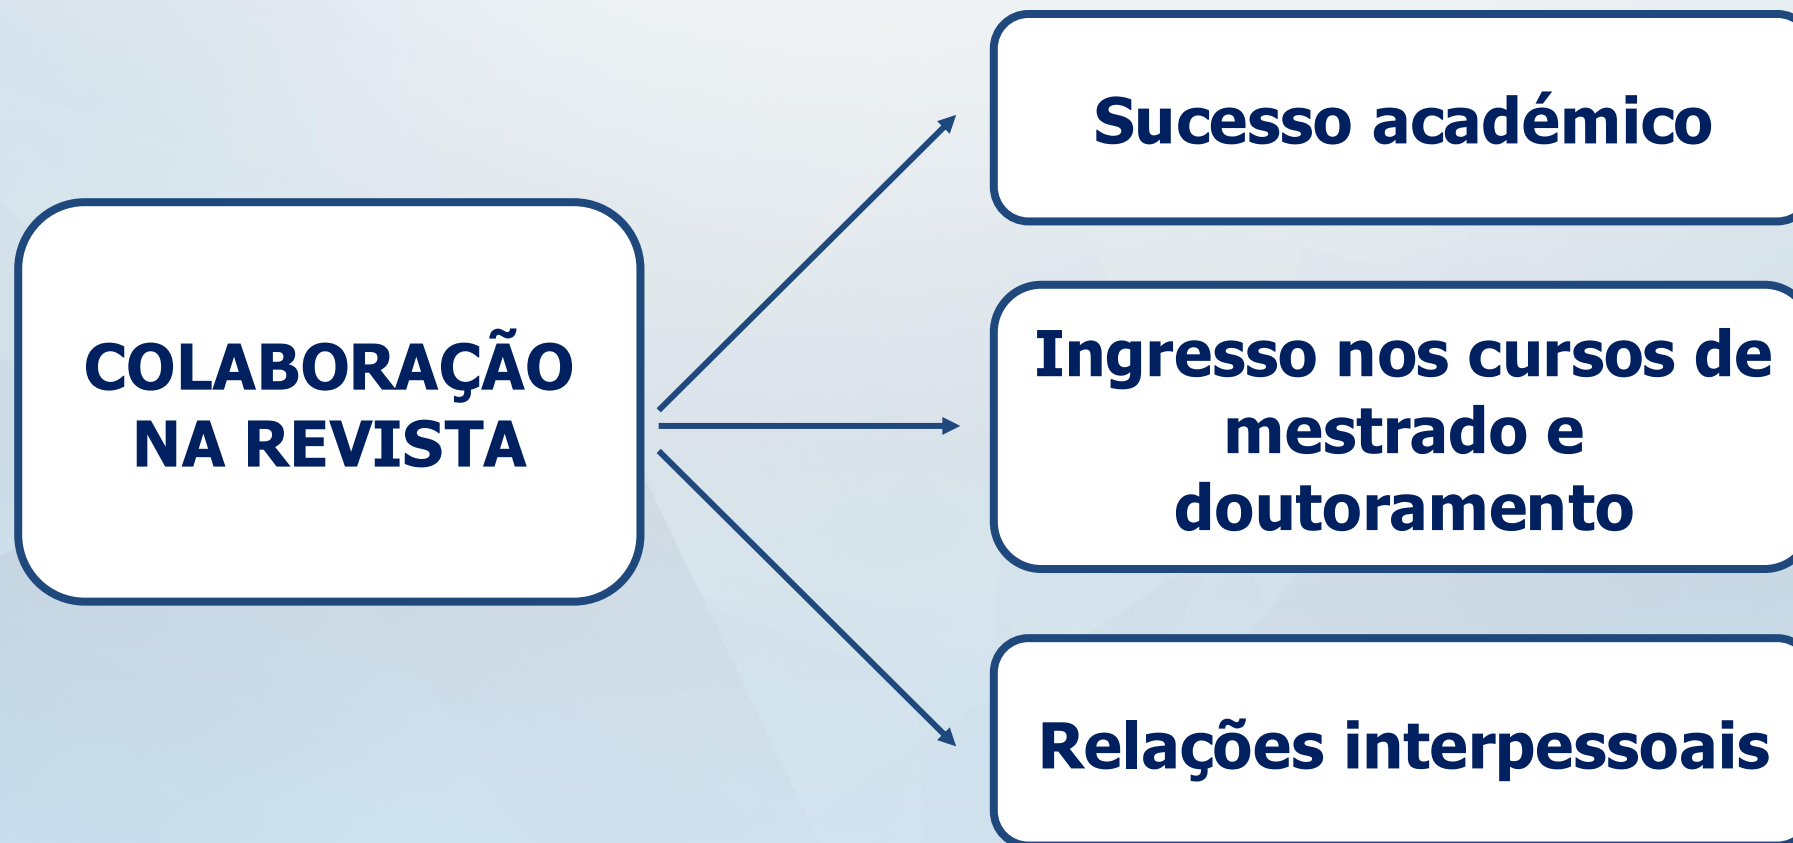 COLABORAÇÃO
NA REVISTA
Sucesso académico
Ingresso nos cursos de
mestrado e
doutoramento
Relações interpessoais